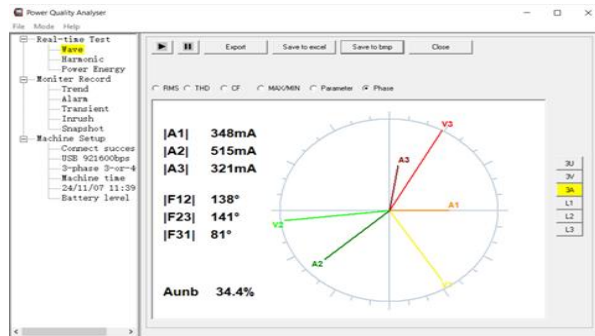 Power Quality Analyser
File Mode Help
Real-time Test
Wave
Harmonic
Power Energy
Moniter Record
Trend
Alarm
Transient
Inrush
Snapshot
Machine Setup
Connect succes
USB 921600bps
3-phase 3-or-4
Machine time
24/11/07 11:39
Battery level
Export Save to excel Save to bmp Close
RMS THD CF MAX/MIN Parameter Phase
|A1| 348mA
|A2| 515mA
|A3| 321mA
|F12| 138°
|F23| 141°
|F31| 81°
Aunb 34.4%
V3
A3
A1
V2
A2
3U
3V
3A
L1
L2
L3